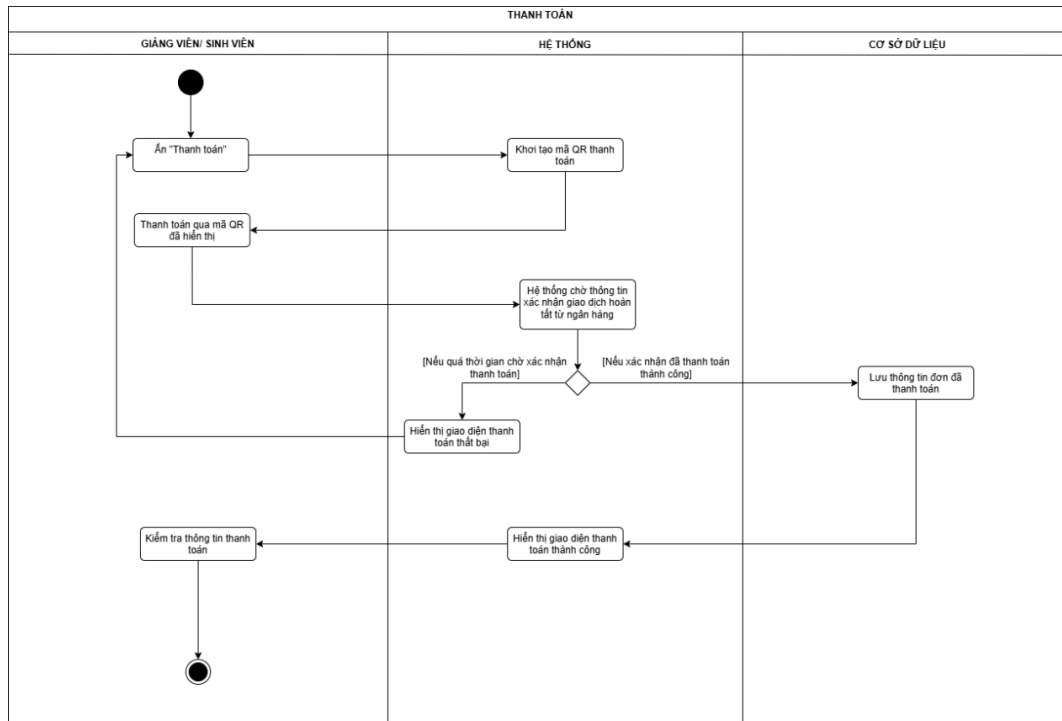 THANH TOÁN
GIẢNG VIÊN/ SINH VIÊN
HỆ THỐNG
CƠ SỞ DỮ LIỆU
Ấn "Thanh toán"
Khơi tạo mã QR thanh
toán
Thanh toán qua mã QR
đã hiển thị
Hệ thống chờ thông tin
xác nhận giao dịch hoàn
tất từ ngân hàng
[Nếu quá thời gian chờ xác nhận
thanh toán]
[Nếu xác nhận đã thanh toán
thành công]
Lưu thông tin đơn đã
thanh toán
Hiển thị giao diện thanh
toán thất bại
Kiểm tra thông tin thanh
toán
Hiển thị giao diện thanh
toán thành công